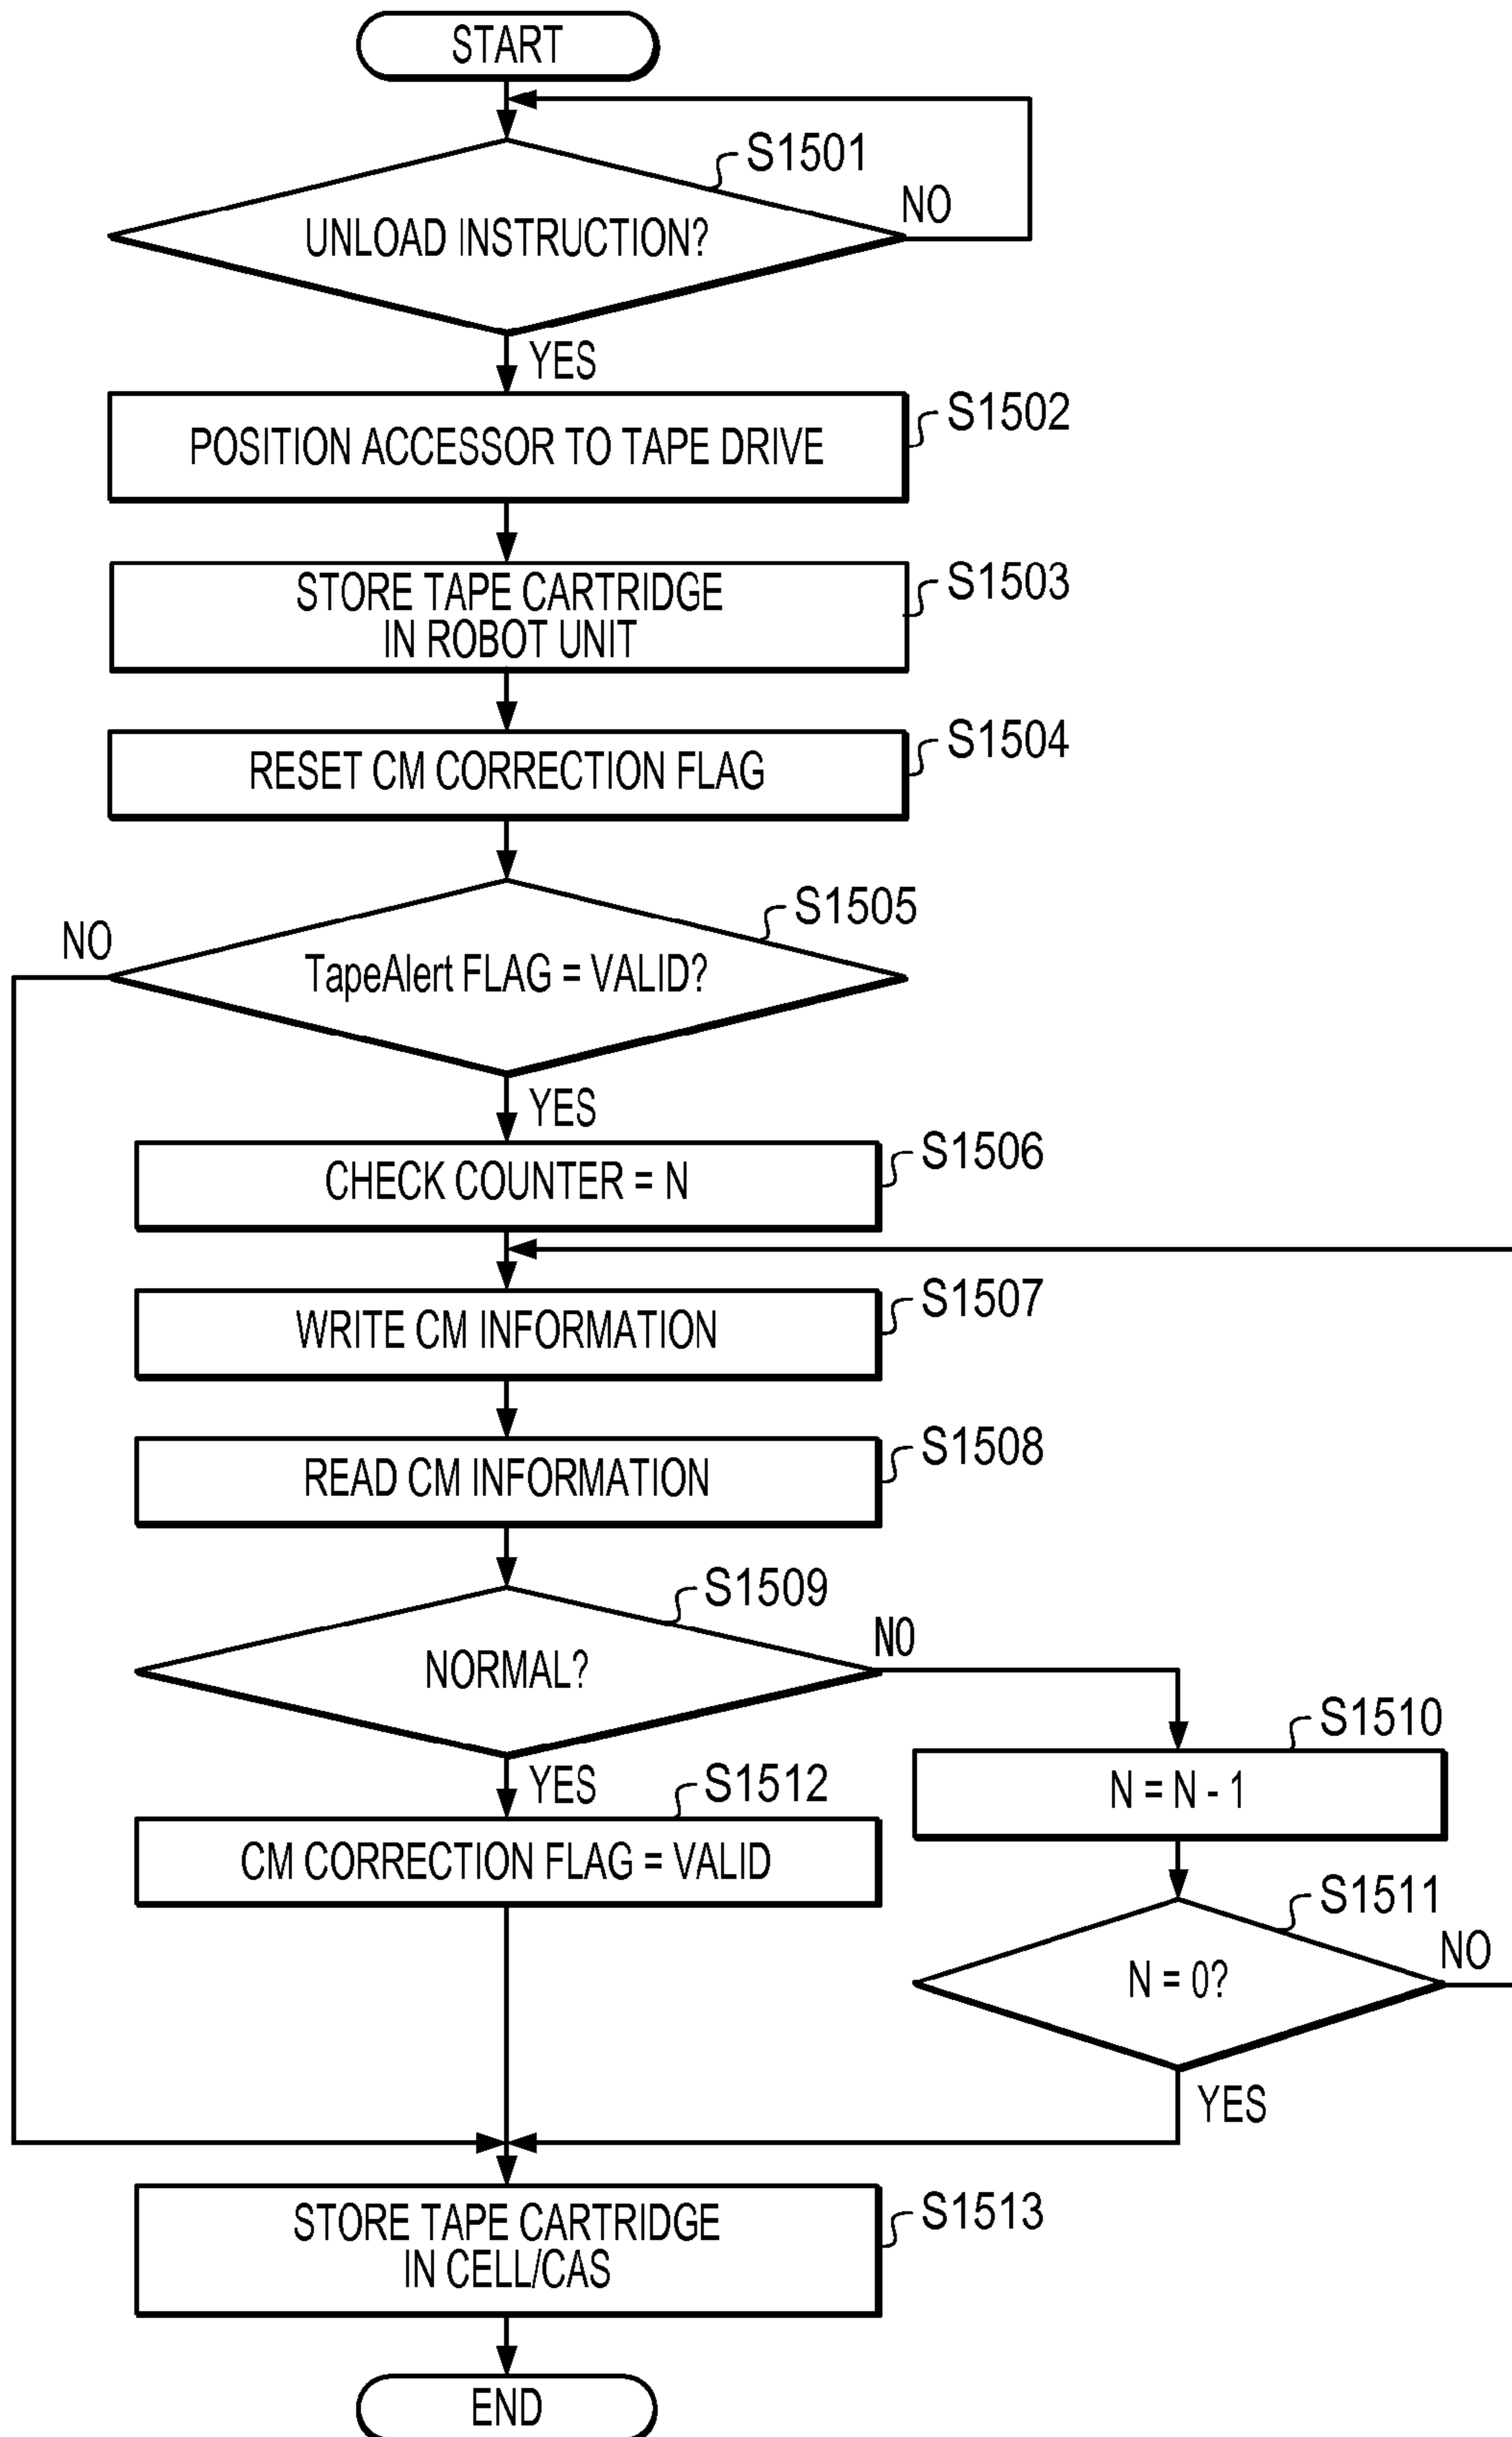 START
S1501
NO
UNLOAD INSTRUCTION?
YES
S1502
POSITION ACCESSOR TO TAPE DRIVE
S1503
STORE TAPE CARTRIDGE
IN ROBOT UNIT
S1504
RESET CM CORRECTION FLAG
S1505
NO
TapeAlert FLAG = VALID?
YES
S1506
CHECK COUNTER = N
S1507
WRITE CM INFORMATION
S1508
READ CM INFORMATION
S1509
NO
NORMAL?
S1510
YES
S1512
N = N - 1
CM CORRECTION FLAG = VALID
S1511
NO
N = 0?
YES
S1513
STORE TAPE CARTRIDGE
IN CELL/CAS
END